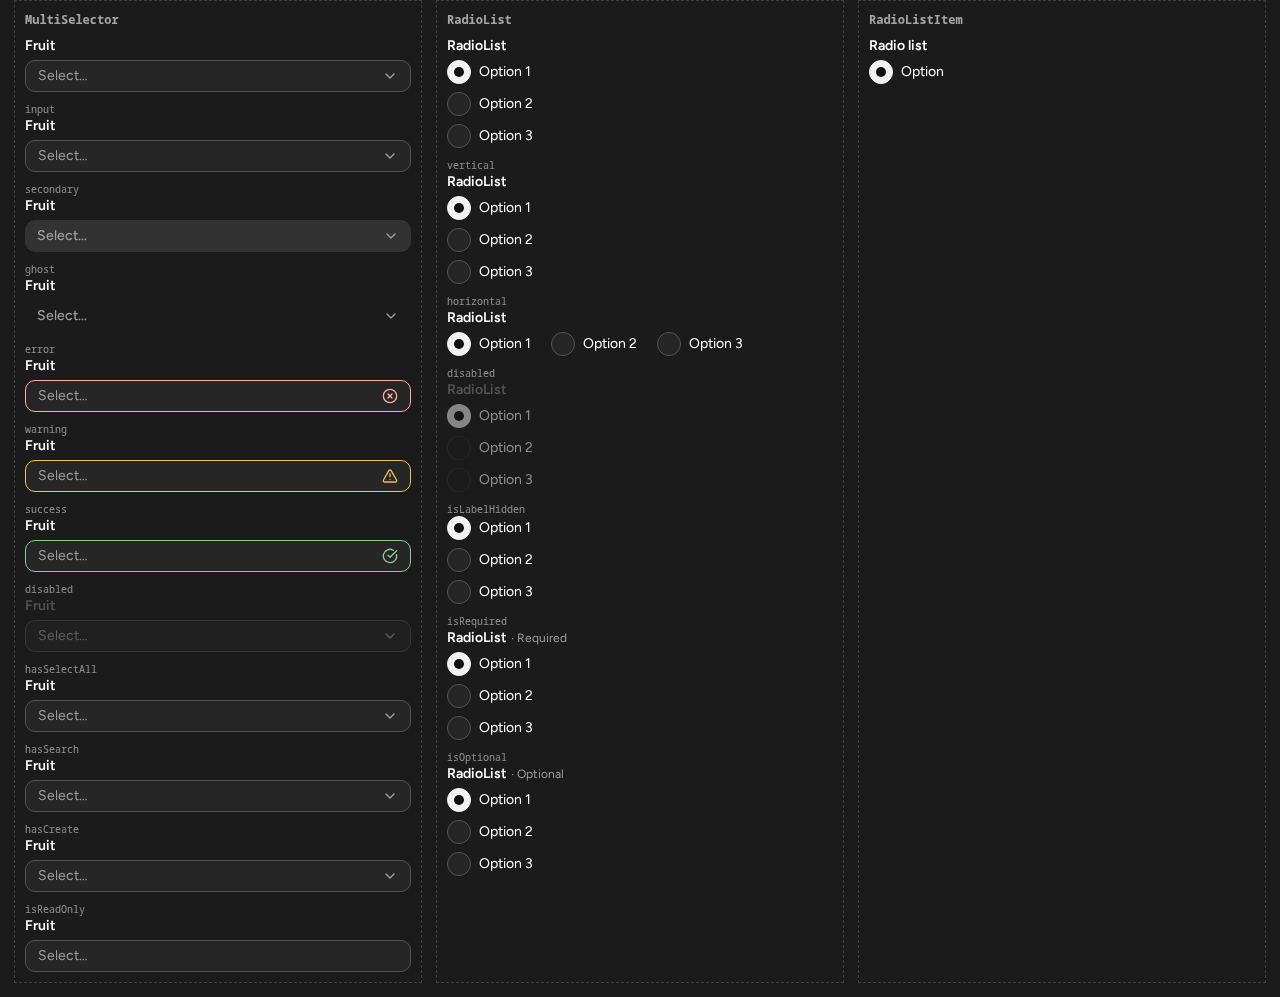 MultiSelector
Fruit
Select...
input
Fruit
Select...
secondary
Fruit
Select...
ghost
Fruit
Select...
error
Fruit
Select...
warning
Fruit
Select...
success
Fruit
Select...
disabled
Fruit
Select...
hasSelectAll
Fruit
Select...
hasSearch
Fruit
Select...
hasCreate
Fruit
Select...
isReadOnly
Fruit
Select...
RadioList
RadioList
Option 1
Option 2
Option 3
vertical
RadioList
Option 1
Option 2
Option 3
horizontal
RadioList
Option 1 Option 2 Option 3
disabled
RadioList
Option 1
Option 2
Option 3
isLabelHidden
Option 1
Option 2
Option 3
isRequired
RadioList · Required
Option 1
Option 2
Option 3
isOptional
RadioList · Optional
Option 1
Option 2
Option 3
RadioListItem
Radio list
Option